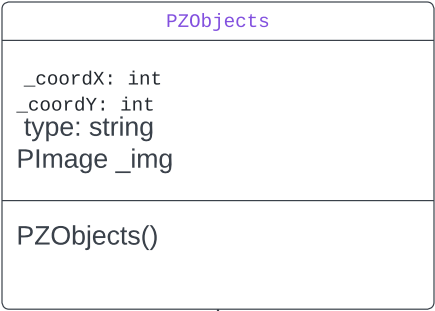 PZObjects
_coordX: int
_coordY: int
type: string
PImage _img
PZObjects()